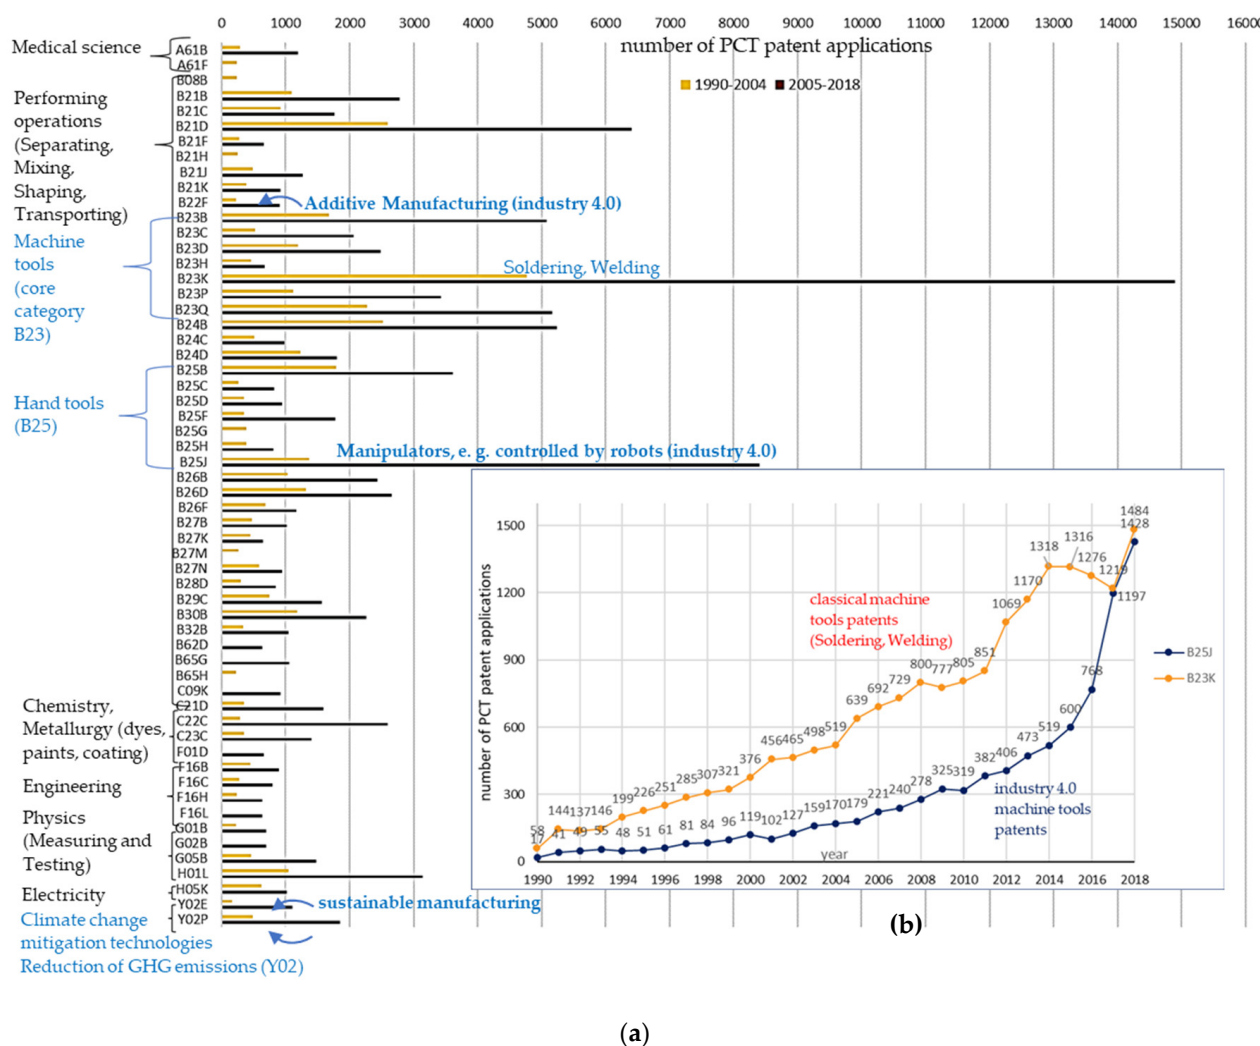 0 1000 2000 3000 4000 5000 6000 7000 8000 9000 10000 11000 12000 13000 14000 15000 16000
number of PCT patent applications
1990-2004 2005-2018
Medical science
Performing
operations
(Separating,
Mixing,
Shaping,
Transporting)
Machine
tools
(core
category
B23)
Hand tools
(B25)
Chemistry,
Metallurgy (dyes,
paints, coating)
Engineering
Physics
(Measuring and
Testing)
Electricity
Climate change
mitigation technologies
Reduction of GHG emissions (Y02)
A61B
A61F
B08B
B21B
B21C
B21D
B21F
B21H
B21J
B21K
B22F
B23B
B23C
B23D
B23H
B23K
B23P
B23Q
B24B
B24C
B24D
B25B
B25C
B25D
B25F
B25G
B25H
B25J
B26B
B26D
B26F
B27B
B27K
B27M
B27N
B28D
B29C
B30B
B32B
B62D
B65G
B65H
C09K
C21D
C22C
C23C
F01D
F16B
F16C
F16H
F16L
G01B
G02B
G05B
H01L
H05K
Y02E
Y02P
Additive Manufacturing (industry 4.0)
Soldering, Welding
Manipulators, e. g. controlled by robots (industry 4.0)
sustainable manufacturing
number of PCT patent applications
1500
1200
900
600
300
0
1990 1992 1994 1996 1998 2000 2002 2004 2006 2008 2010 2012 2014 2016 2018
year
58 144 137 146 199 226 251 285 307 321 376 456 465 498 519 639 692 729 800 777 805 851 1069 1170 1318 1316 1276 1219 1484
17 41 49 55 48 51 61 81 84 96 119 102 127 159 170 179 221 240 278 325 319 382 406 473 519 600 768 1197 1428
classical machine
tools patents
(Soldering, Welding)
industry 4.0
machine tools
patents
B25J
B23K
(b)
(a)